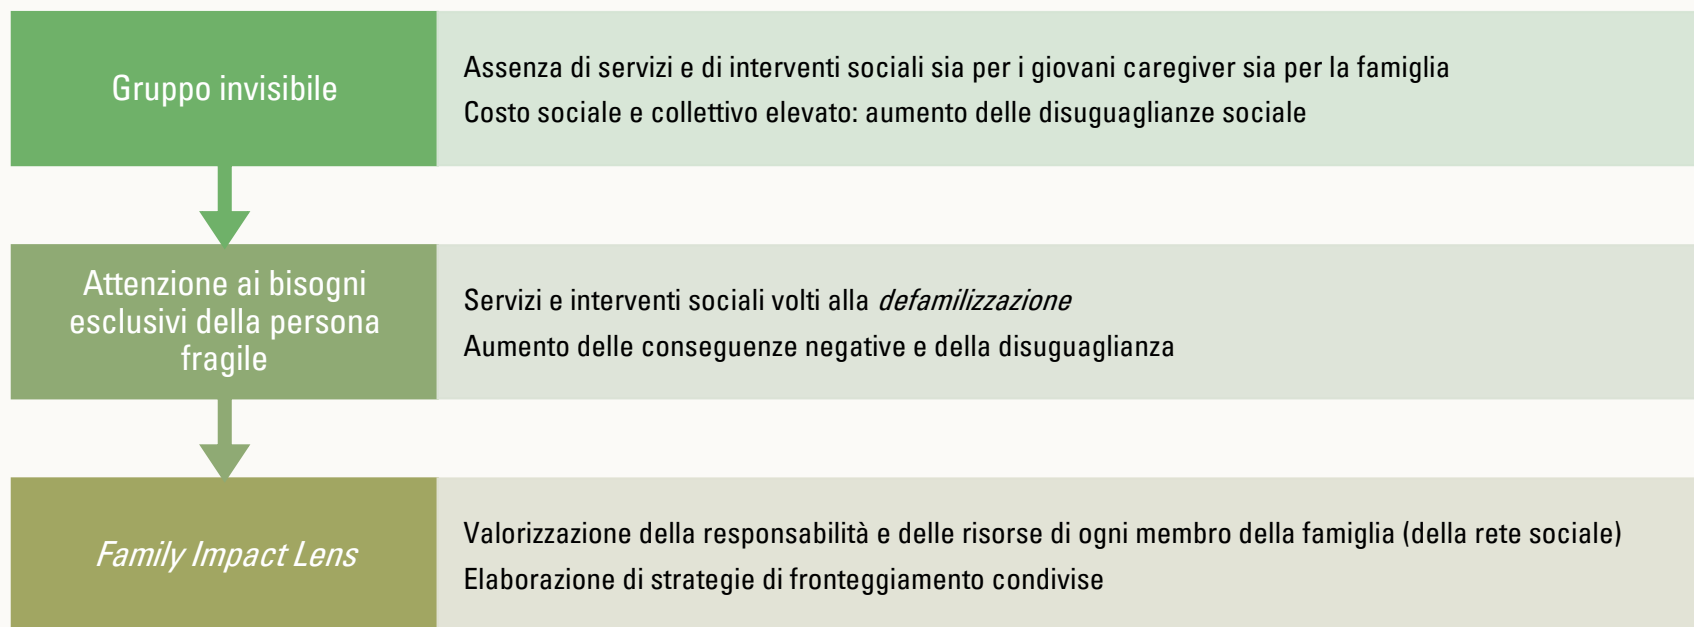 Gruppo invisibile
Assenza di servizi e di interventi sociali sia per i giovani caregiver sia per la famiglia
Costo sociale e collettivo elevato: aumento delle disuguaglianze sociale
Attenzione ai bisogni
esclusivi della persona
fragile
Servizi e interventi sociali volti alla defamilizzazione
Aumento delle conseguenze negative e della disuguaglianza
Family Impact Lens
Valorizzazione della responsabilità e delle risorse di ogni membro della famiglia (della rete sociale)
Elaborazione di strategie di fronteggiamento condivise